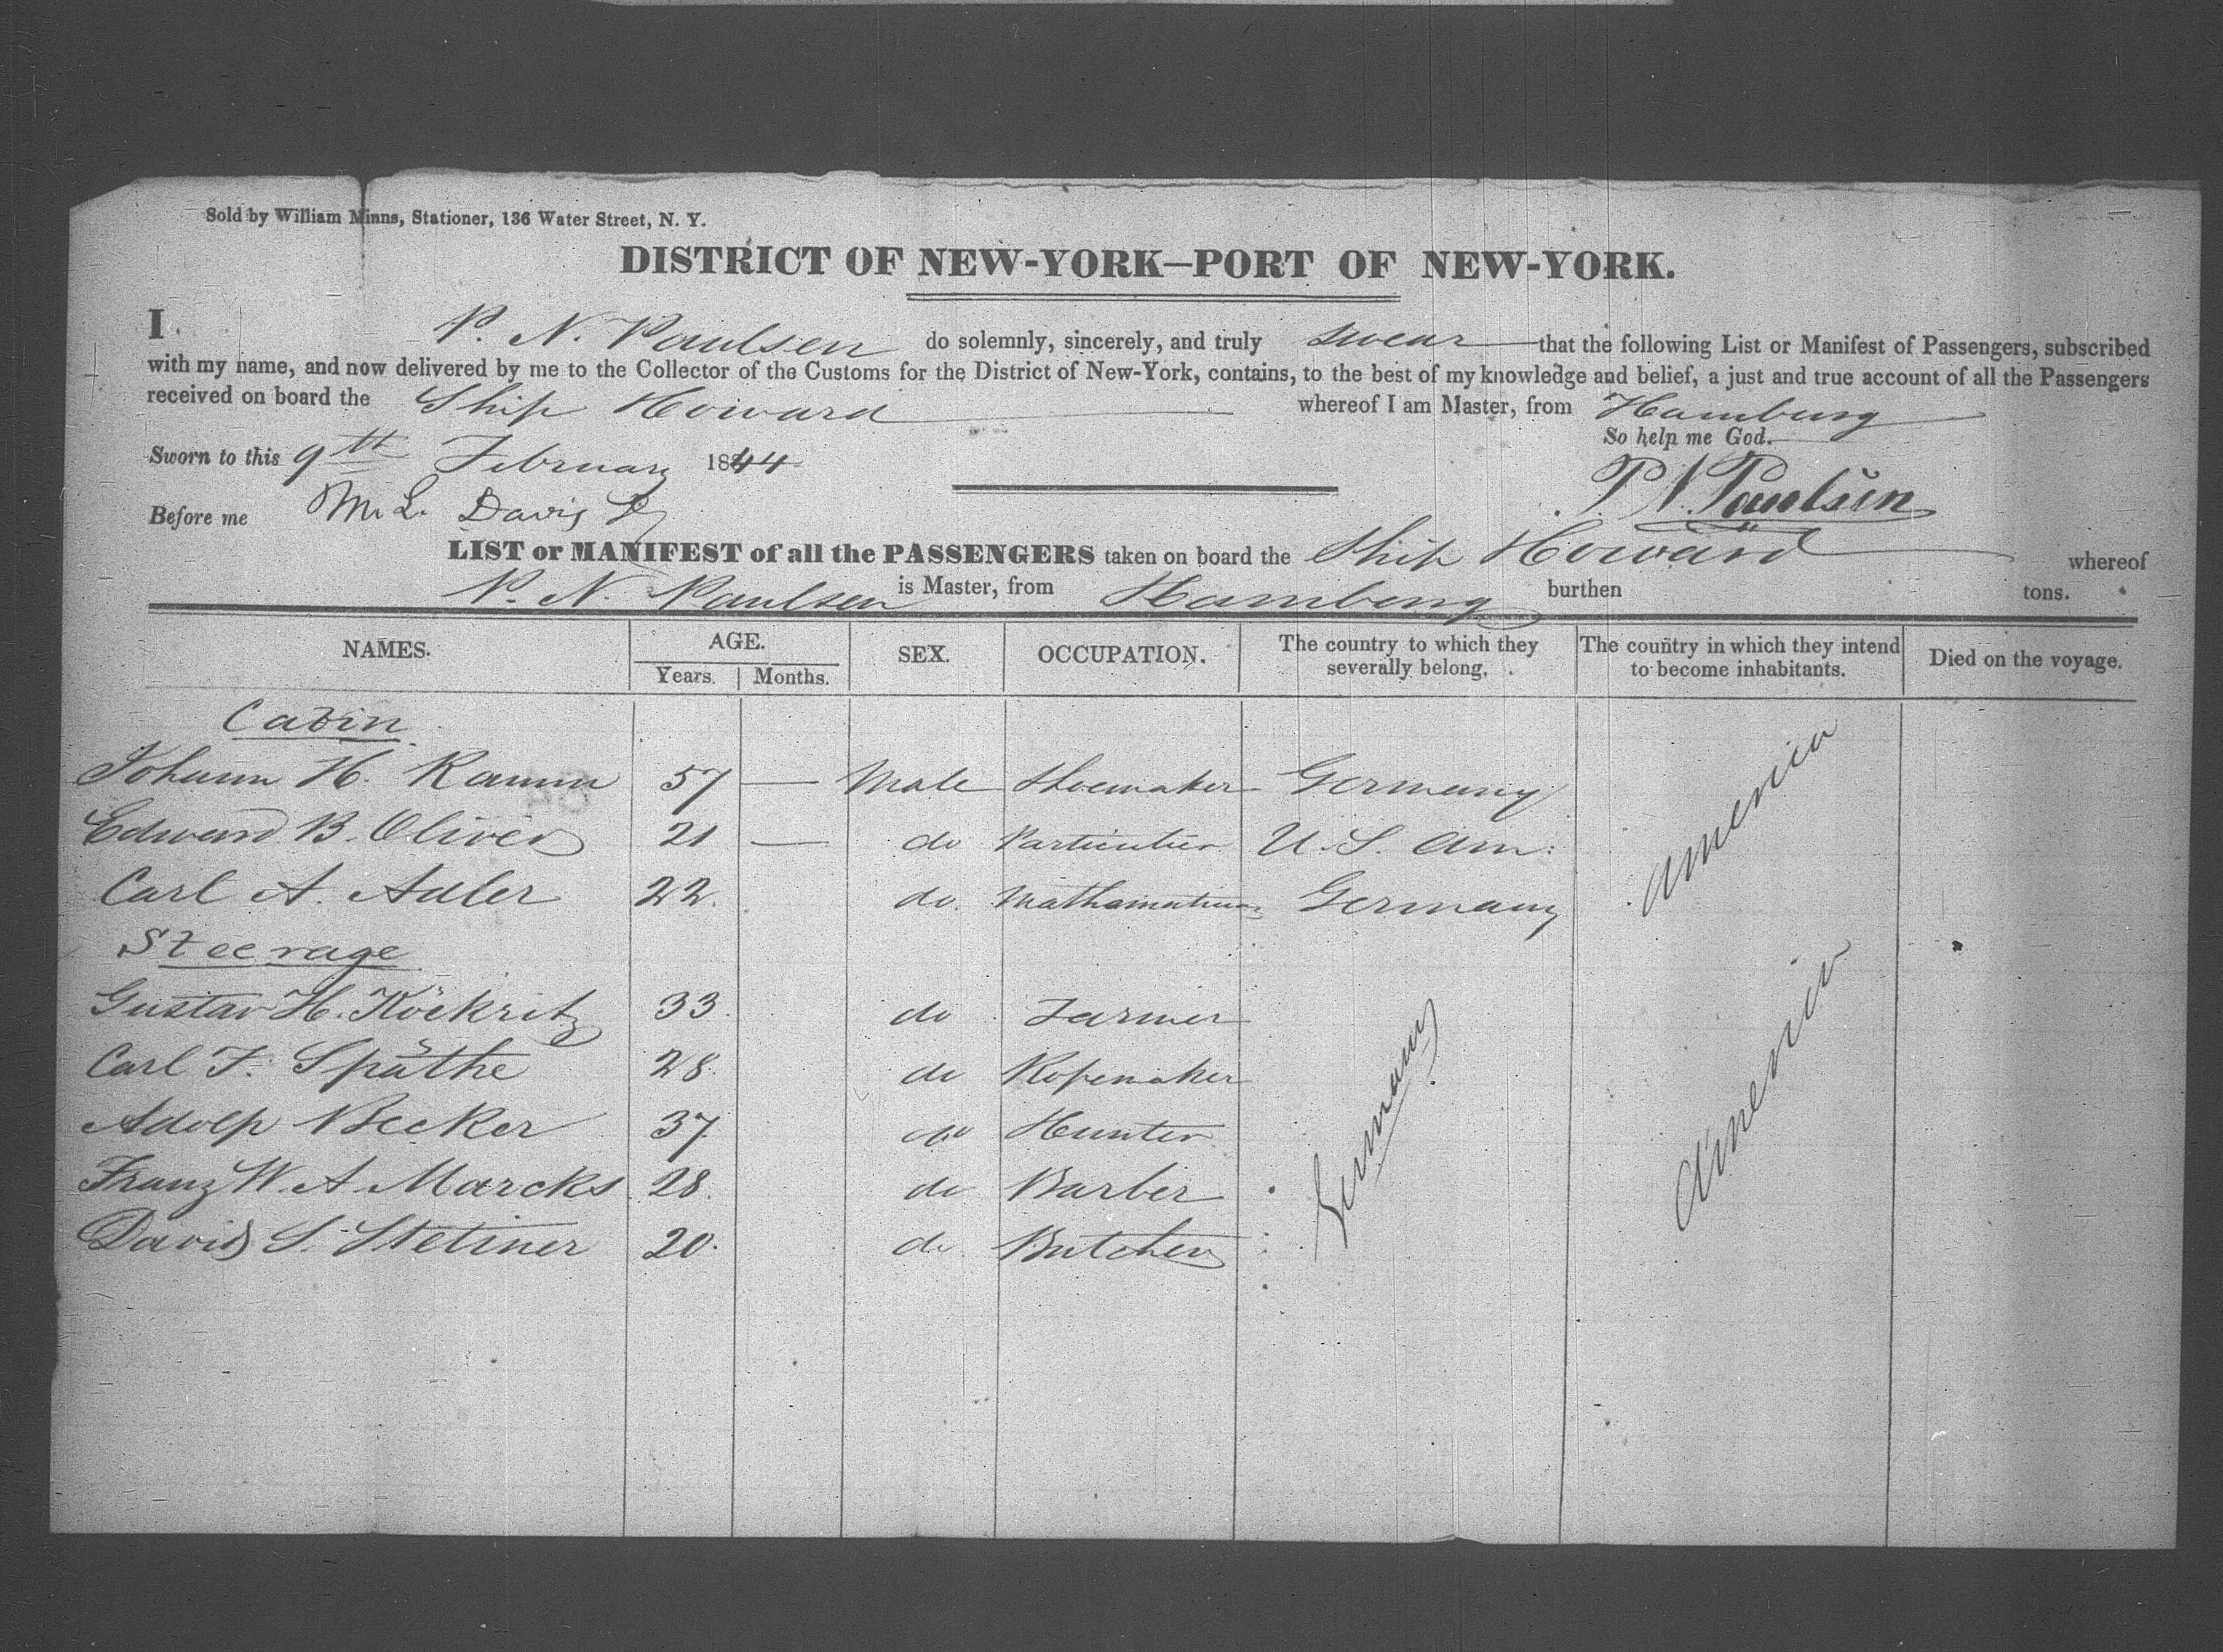 Sold by William Minns, Stationer, 136 Water Street, N. Y.
DISTRICT OF NEW-YORK—PORT OF NEW-YORK.
I P. N. Paulsen do solemnly, sincerely, and truly swear that the following List or Manifest of Passengers, subscribed
with my name, and now delivered by me to the Collector of the Customs for the District of New-York, contains, to the best of my knowledge and belief, a just and true account of all the Passengers
received on board the Ship Howard whereof I am Master, from Hamburg
So help me God.
Sworn to this 9th February 1844
P. N. Paulsen
Before me M. L. Davis
LIST or MANIFEST of all the PASSENGERS taken on board the Ship Howard whereof
P. N. Paulsen is Master, from Hamburg burthen tons.
NAMES. AGE. SEX. OCCUPATION. The country to which they severally belong. The country in which they intend to become inhabitants. Died on the voyage.
Years. Months.
Cabin
Johann H. Ramm 57 — Male Shoemaker Germany
Edward B. Oliver 21 — do Particulier U. S. Am:
Carl A. Adler 22. do. Germany
America
Steerage
Gustav H. Köckritz 33. do Farmer
Carl F. Späthe 28. do Ropemaker
Adolp Becker 37. do Hunter
Franz W. A. Marcks 28. do Barber
David S. 20. do Butcher
Germany
America